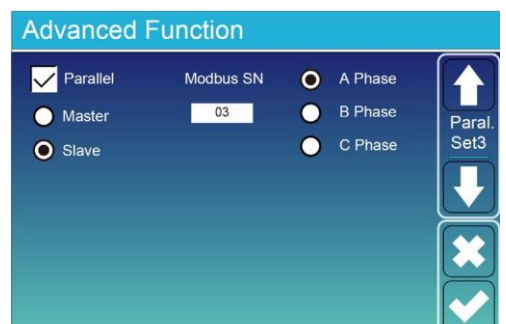 Advanced Function
Parallel Modbus SN A Phase
Master 03 B Phase
Slave C Phase
Paral.
Set3